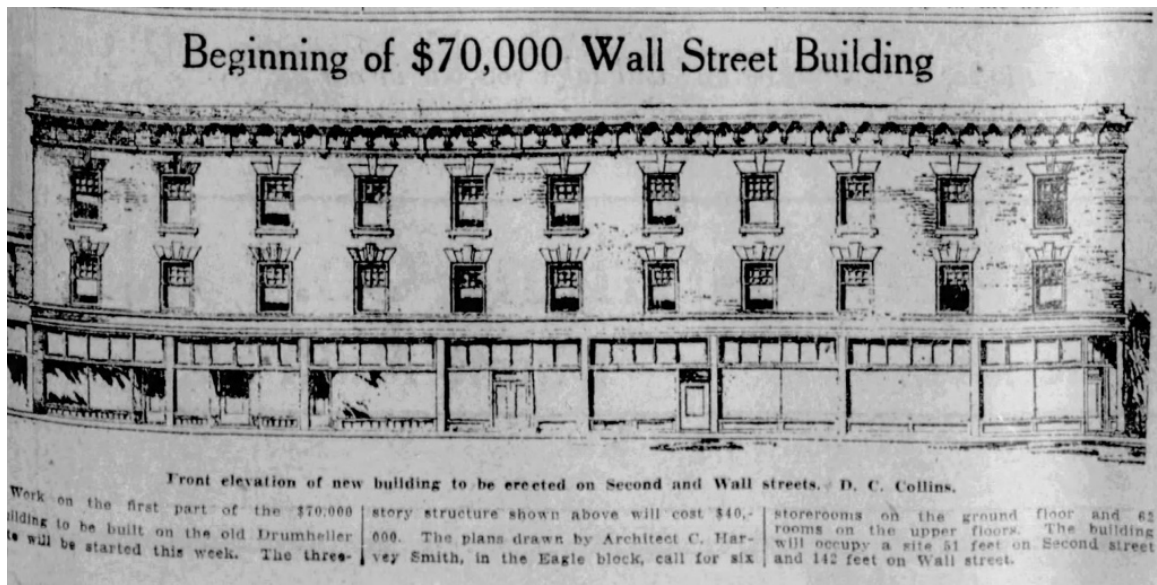 Beginning of $70,000 Wall Street Building
Front elevation of new building to be erected on Second and Wall streets. D. C. Collins.
Work on the first part of the $70,000
building to be built on the old Drumheller
will be started this week. The three-
story structure shown above will cost $40,-
000. The plans drawn by Architect C. Har-
vey Smith, in the Eagle block, call for six
storerooms on the ground floor and 62
rooms on the upper floors. The building
will occupy a site 51 feet on Second street
and 142 feet on Wall street.